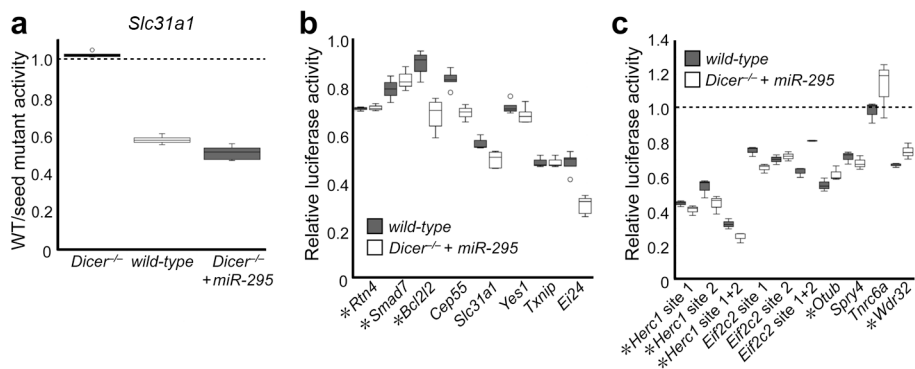 a
Slc31a1
WT/seed mutant activity
1.0
0.8
0.6
0.4
0.2
0
Dicer–/–
wild-type
Dicer–/–
+ miR-295
b
Relative luciferase activity
1.0
0.8
0.6
0.4
0.2
0
wild-type
Dicer–/– + miR-295
*Rtn4
*Smad7
*Bcl2l2
Cep55
Slc31a1
Yes1
Txnip
Ei24
c
Relative luciferase activity
1.4
1.2
1.0
0.8
0.6
0.4
0.2
0
wild-type
Dicer–/– + miR-295
*Herc1 site 1
*Herc1 site 2
*Herc1 site 1+2
Eif2c2 site 1
Eif2c2 site 2
Eif2c2 site 1+2
*Otub
Spry4
Tnrc6a
*Wdr32